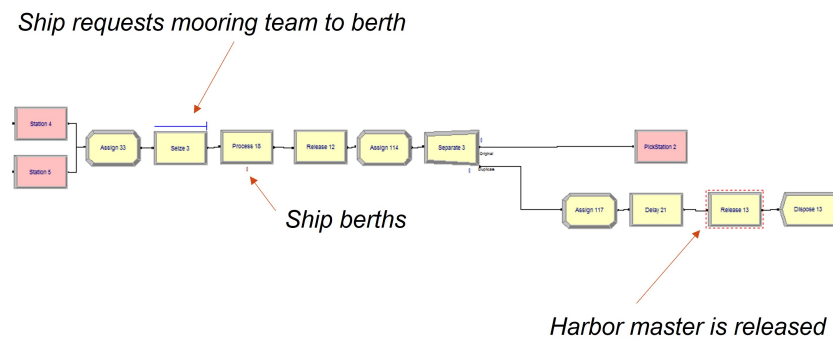 Ship requests mooring team to berth
Station 4
Station 5
Assign 33
Seize 3
Process 18
Release 12
Assign 114
Separate 3
Original
Duplicate
PickStation 2
Ship berths
Assign 117
Delay 21
Release 13
Dispose 13
Harbor master is released